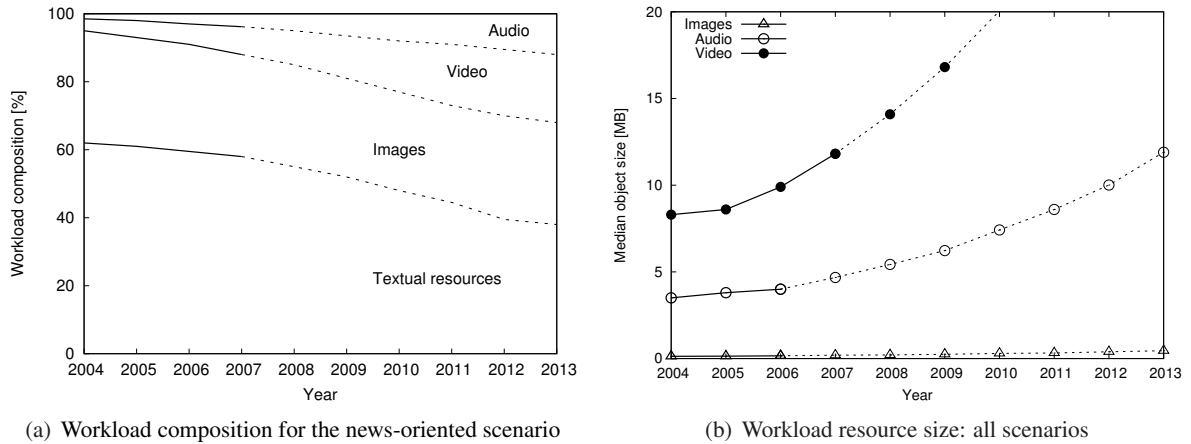 100
80
60
40
20
0
Workload composition [%]
Audio
Video
Images
Textual resources
2004 2005 2006 2007 2008 2009 2010 2011 2012 2013
Year
(a) Workload composition for the news-oriented scenario
20
15
10
5
0
Median object size [MB]
Images
Audio
Video
2004 2005 2006 2007 2008 2009 2010 2011 2012 2013
Year
(b) Workload resource size: all scenarios